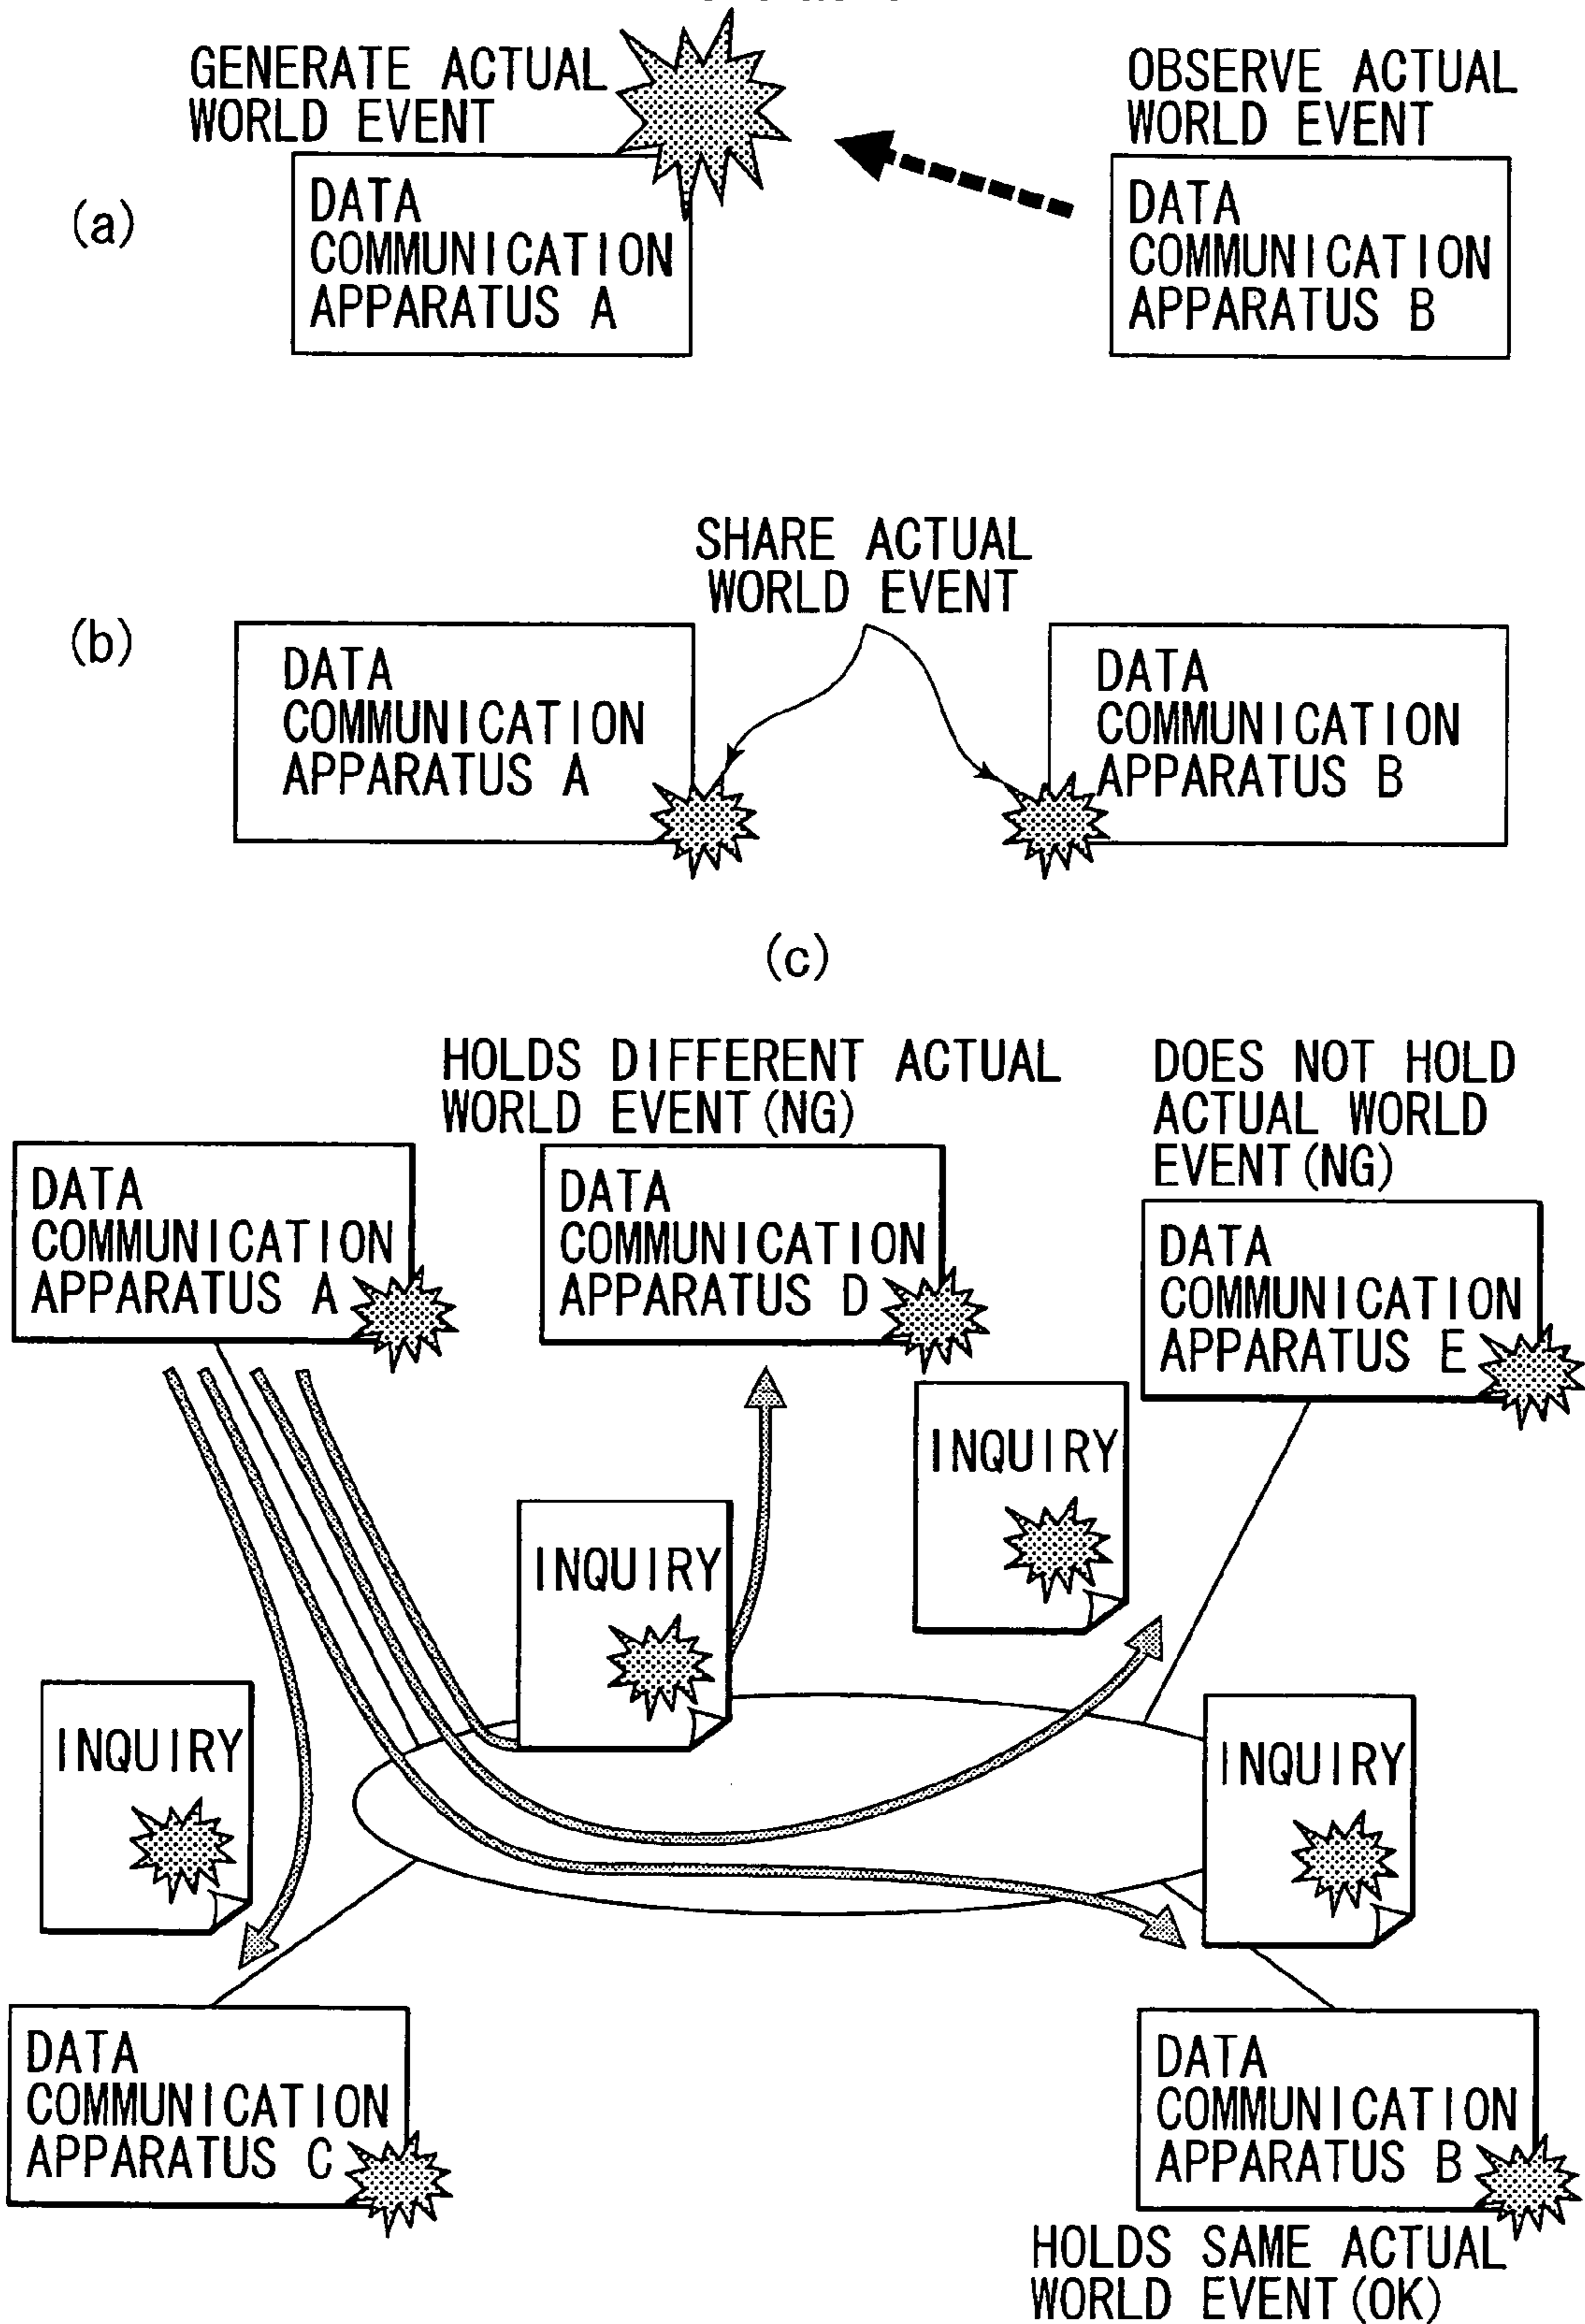 GENERATE ACTUAL
WORLD EVENT
OBSERVE ACTUAL
WORLD EVENT
(a)
DATA
COMMUNICATION
APPARATUS A
DATA
COMMUNICATION
APPARATUS B
SHARE ACTUAL
WORLD EVENT
(b)
DATA
COMMUNICATION
APPARATUS A
DATA
COMMUNICATION
APPARATUS B
(c)
HOLDS DIFFERENT ACTUAL
WORLD EVENT(NG)
DOES NOT HOLD
ACTUAL WORLD
EVENT(NG)
DATA
COMMUNICATION
APPARATUS A
DATA
COMMUNICATION
APPARATUS D
DATA
COMMUNICATION
APPARATUS E
INQUIRY
INQUIRY
INQUIRY
INQUIRY
DATA
COMMUNICATION
APPARATUS C
DATA
COMMUNICATION
APPARATUS B
HOLDS SAME ACTUAL
WORLD EVENT(OK)